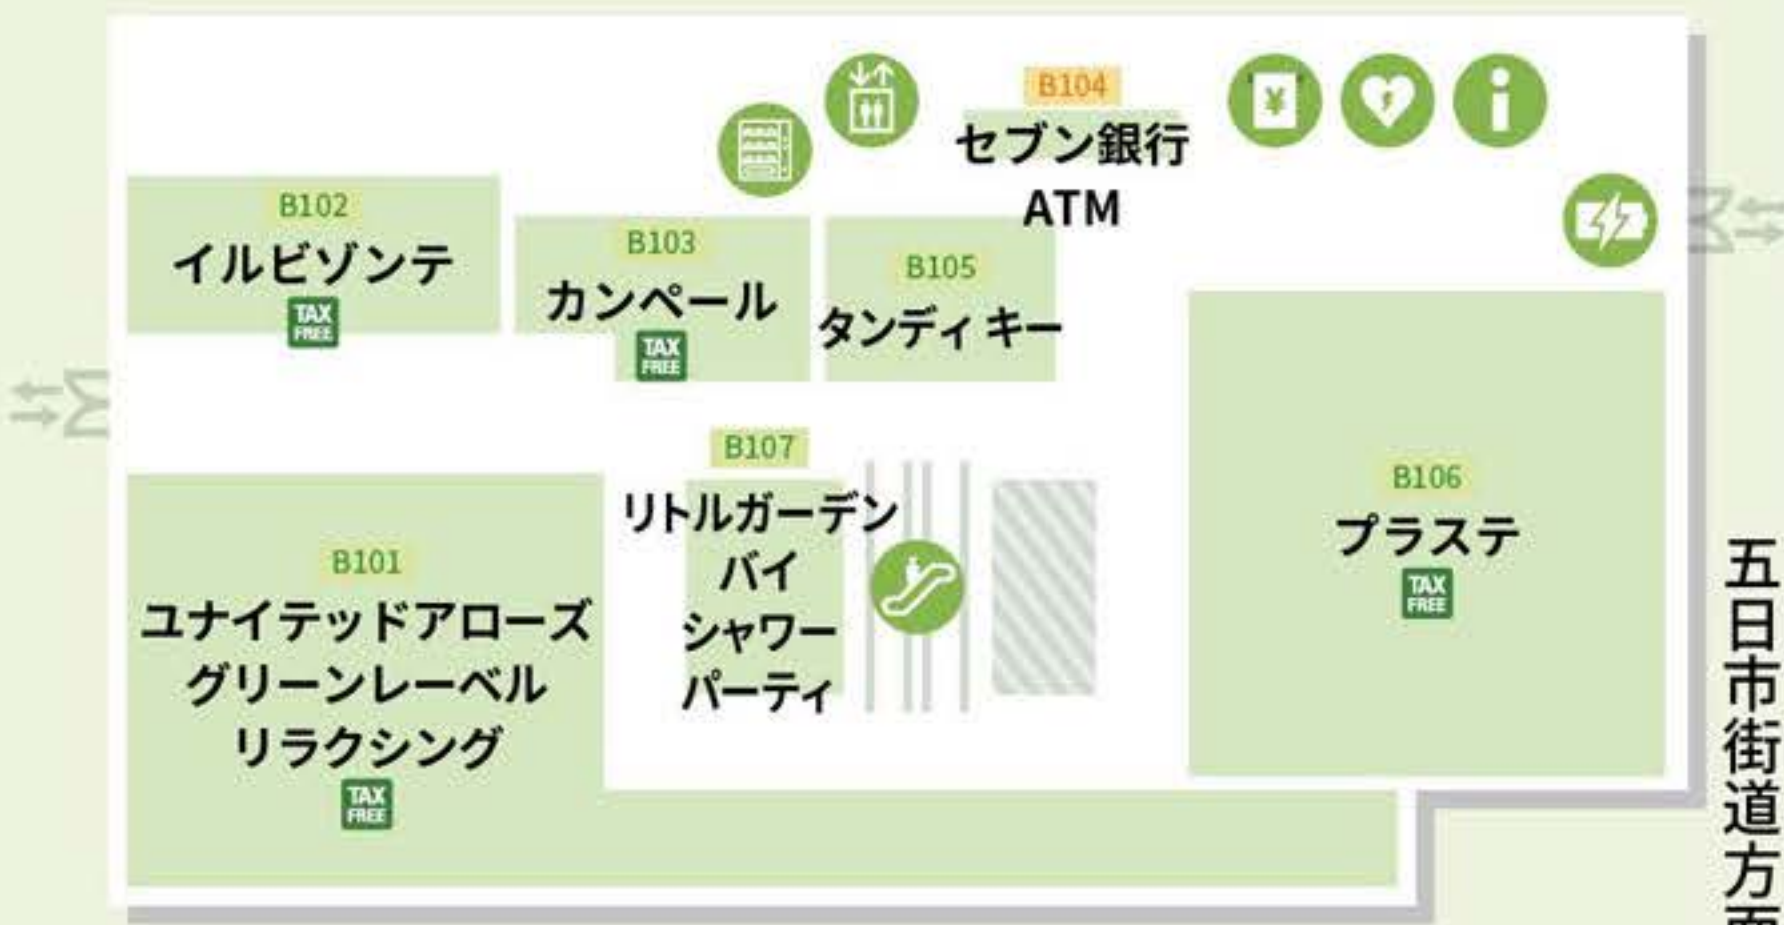 B104
セブン銀行
ATM
¥
B102
イルビゾンテ
TAX
FREE
B103
カンペール
TAX
FREE
B105
タンディ キー
B107
リトルガーデン
バイ
シャワー
パーティ
B106
プラステ
TAX
FREE
B101
ユナイテッドアローズ
グリーンレーベル
リラクシング
TAX
FREE
五日市街道方面